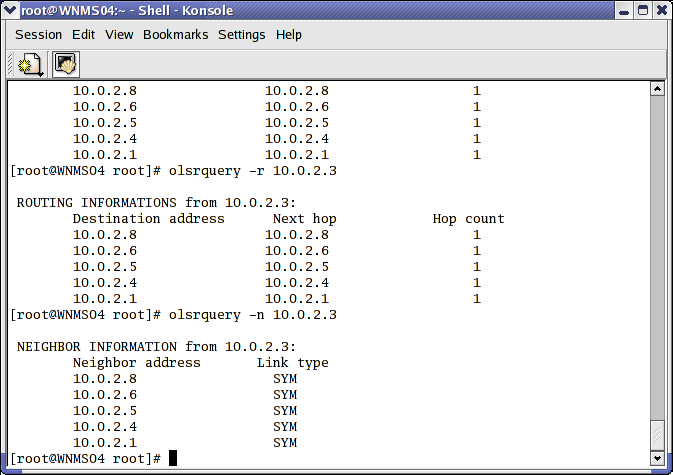 root@WNMS04:~ - Shell - Konsole
Session Edit View Bookmarks Settings Help
10.0.2.8 10.0.2.8 1
10.0.2.6 10.0.2.6 1
10.0.2.5 10.0.2.5 1
10.0.2.4 10.0.2.4 1
10.0.2.1 10.0.2.1 1
[root@WNMS04 root]# olsrquery -r 10.0.2.3
ROUTING INFORMATIONS from 10.0.2.3:
Destination address Next hop Hop count
10.0.2.8 10.0.2.8 1
10.0.2.6 10.0.2.6 1
10.0.2.5 10.0.2.5 1
10.0.2.4 10.0.2.4 1
10.0.2.1 10.0.2.1 1
[root@WNMS04 root]# olsrquery -n 10.0.2.3
NEIGHBOR INFORMATION from 10.0.2.3:
Neighbor address Link type
10.0.2.8 SYM
10.0.2.6 SYM
10.0.2.5 SYM
10.0.2.4 SYM
10.0.2.1 SYM
[root@WNMS04 root]#